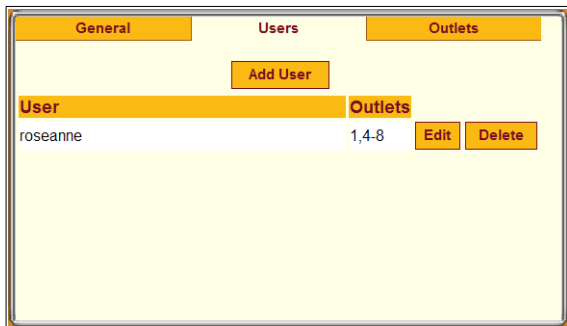 General Users Outlets
Add User
User Outlets
roseanne 1,4-8 Edit Delete